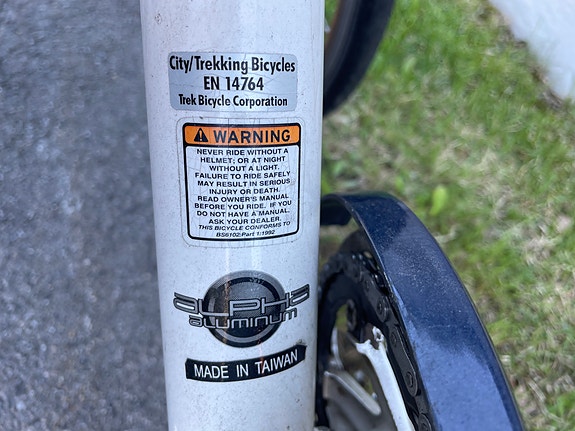 City/Trekking Bicycles
EN 14764
Trek Bicycle Corporation
WARNING
NEVER RIDE WITHOUT A
HELMET; OR AT NIGHT
WITHOUT A LIGHT.
FAILURE TO RIDE SAFELY
MAY RESULT IN SERIOUS
INJURY OR DEATH.
READ OWNER'S MANUAL
BEFORE YOU RIDE. IF YOU
DO NOT HAVE A MANUAL,
ASK YOUR DEALER.
THIS BICYCLE CONFORMS TO
BS6102:Part 1:1992
ALPHA
aluminum
MADE IN TAIWAN